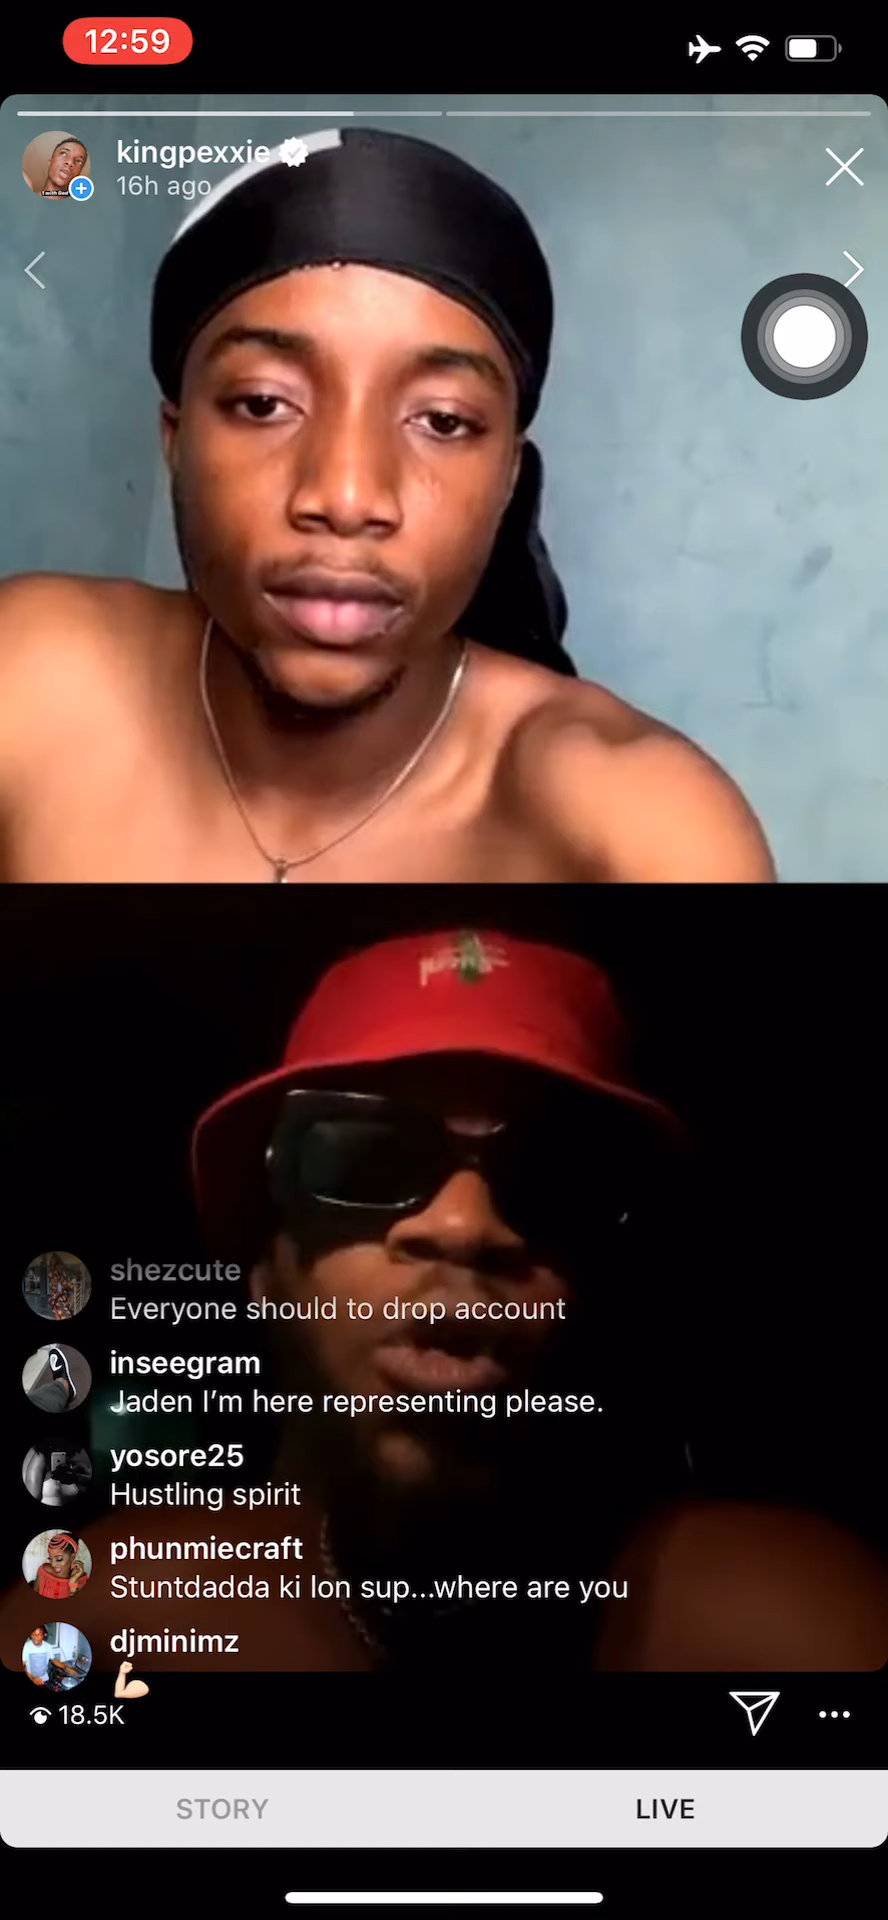 12:59
kingpexxie
16h ago
shezcute
Everyone should to drop account
inseegram
Jaden I'm here representing please.
yosore25
Hustling spirit
phunmiecraft
Stuntdadda ki lon sup...where are you
djminimz
💪🏻
18.5K
STORY
LIVE